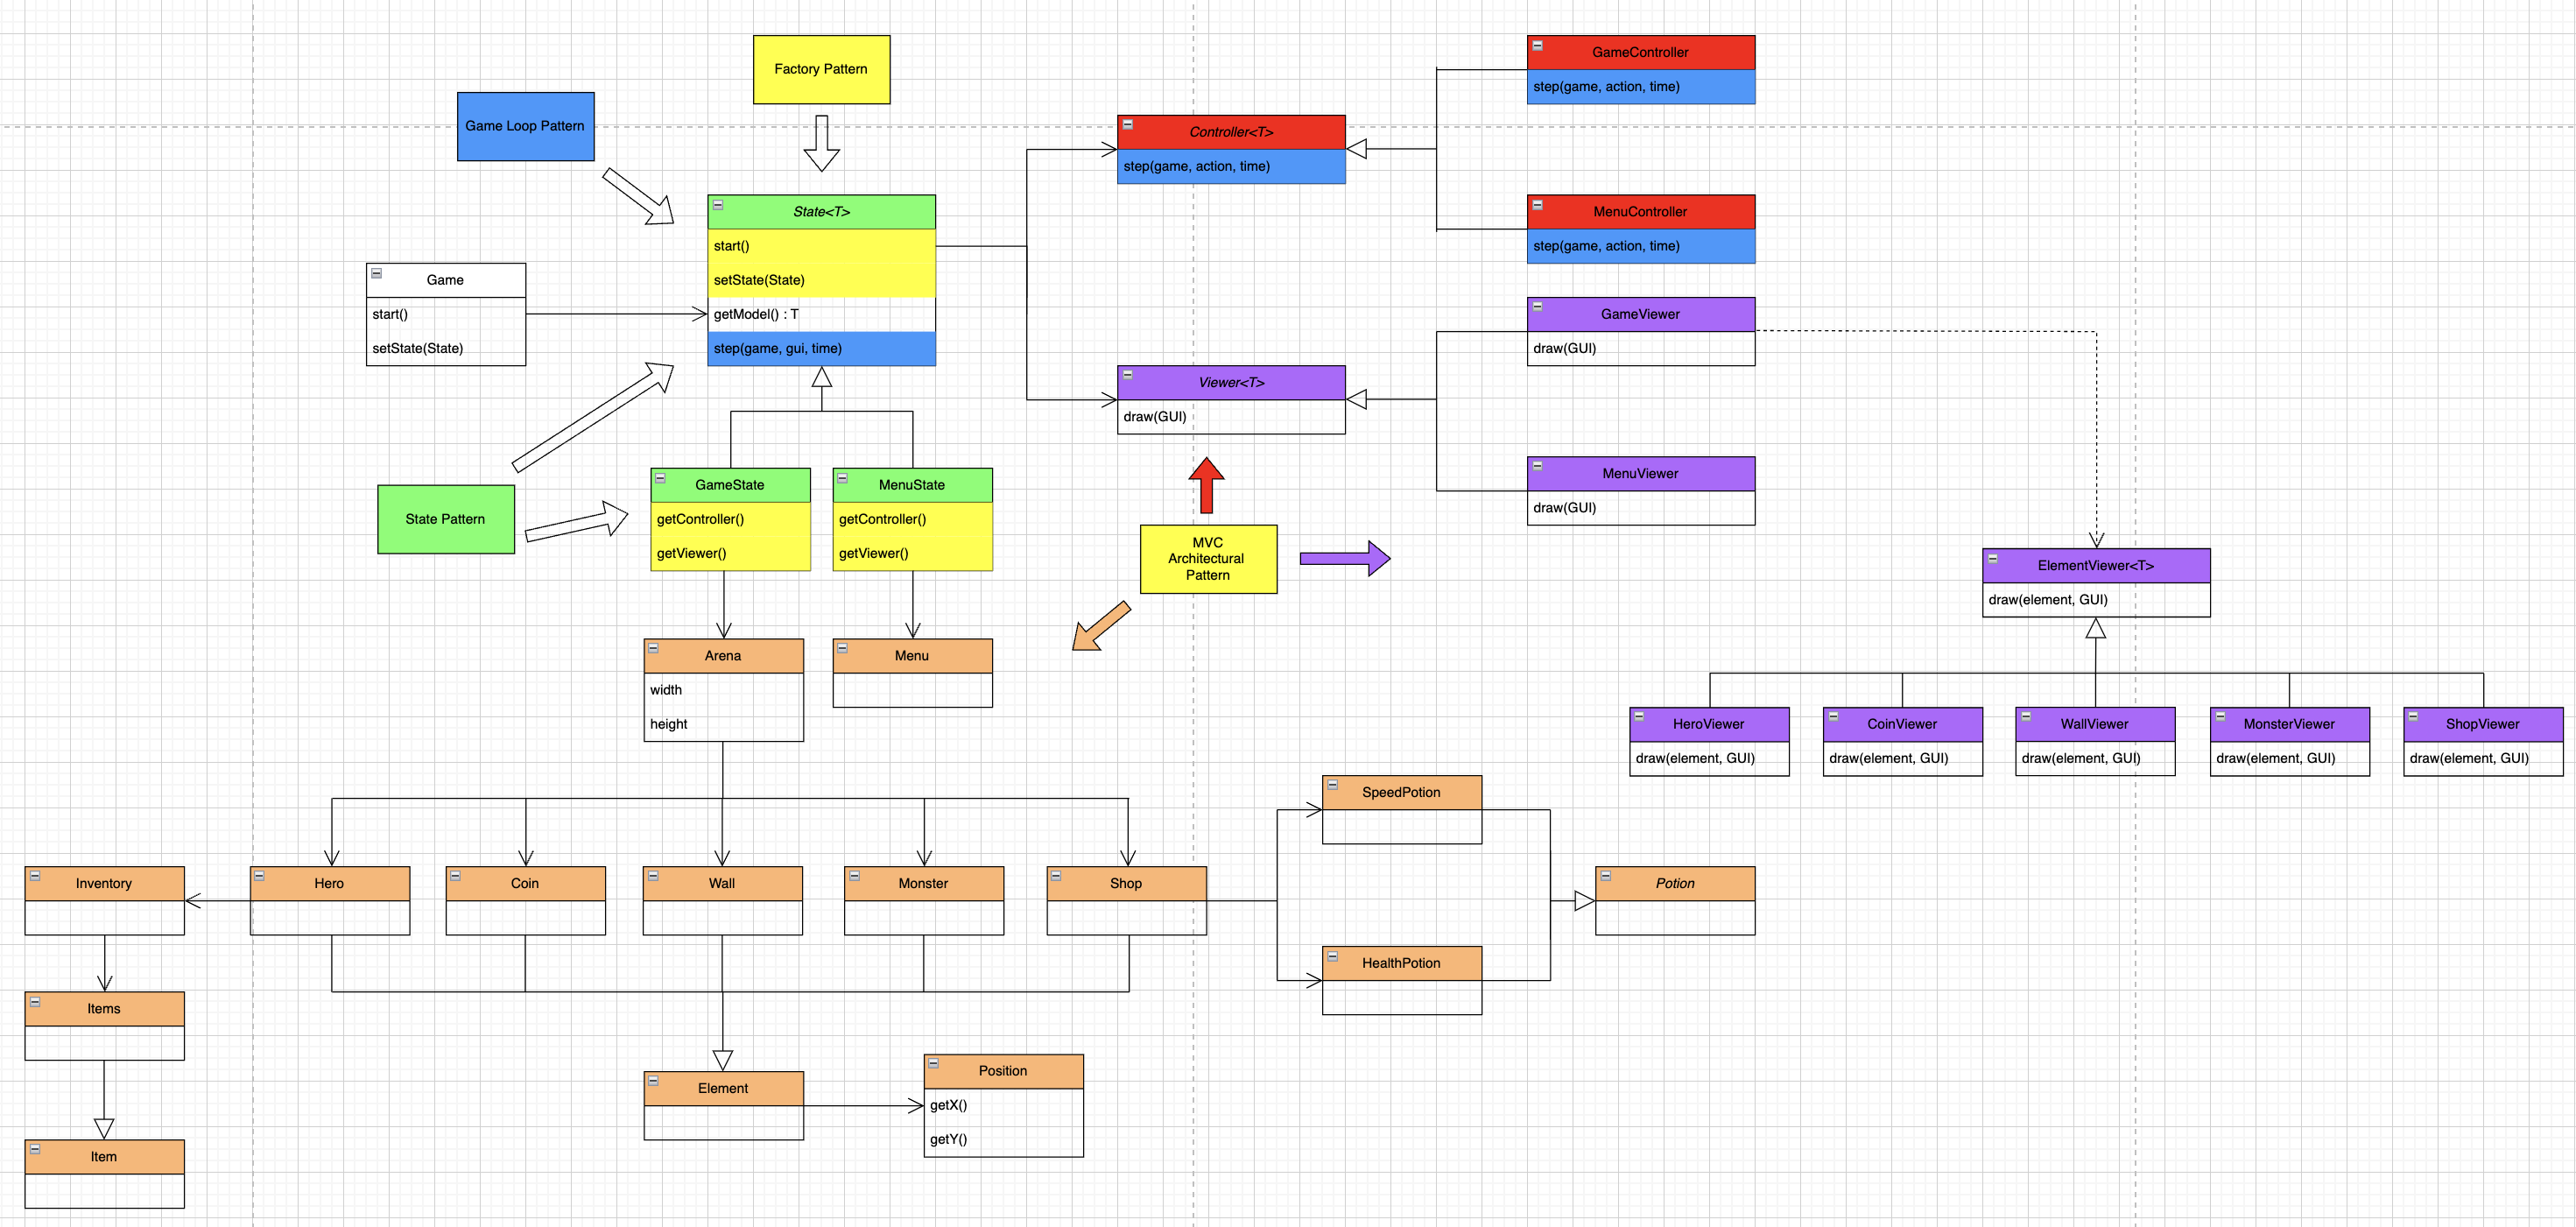 Factory Pattern
Game Loop Pattern
State<T>
start()
setState(State)
getModel() : T
step(game, gui, time)
Game
start()
setState(State)
State Pattern
GameState
getController()
getViewer()
MenuState
getController()
getViewer()
Controller<T>
step(game, action, time)
GameController
step(game, action, time)
MenuController
step(game, action, time)
Viewer<T>
draw(GUI)
GameViewer
draw(GUI)
MenuViewer
draw(GUI)
MVC
Architectural
Pattern
ElementViewer<T>
draw(element, GUI)
HeroViewer
draw(element, GUI)
CoinViewer
draw(element, GUI)
WallViewer
draw(element, GUI)
MonsterViewer
draw(element, GUI)
ShopViewer
draw(element, GUI)
Arena
width
height
Menu
Inventory
Hero
Coin
Wall
Monster
Shop
SpeedPotion
HealthPotion
Potion
Items
Item
Element
Position
getX()
getY()